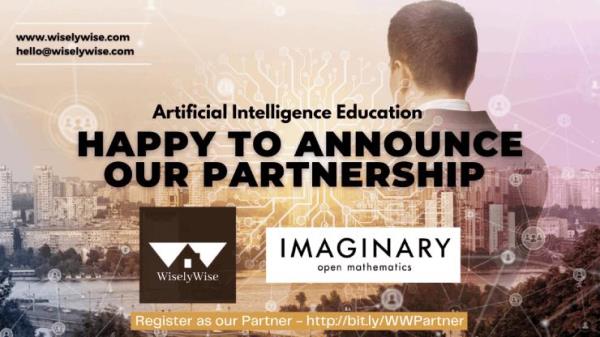 www.wiselywise.com
hello@wiselywise.com
Artificial Intelligence Education
HAPPY TO ANNOUNCE
OUR PARTNERSHIP
WiselyWise
IMAGINARY
open mathematics
Register as our Partner - http://bit.ly/WWPartner